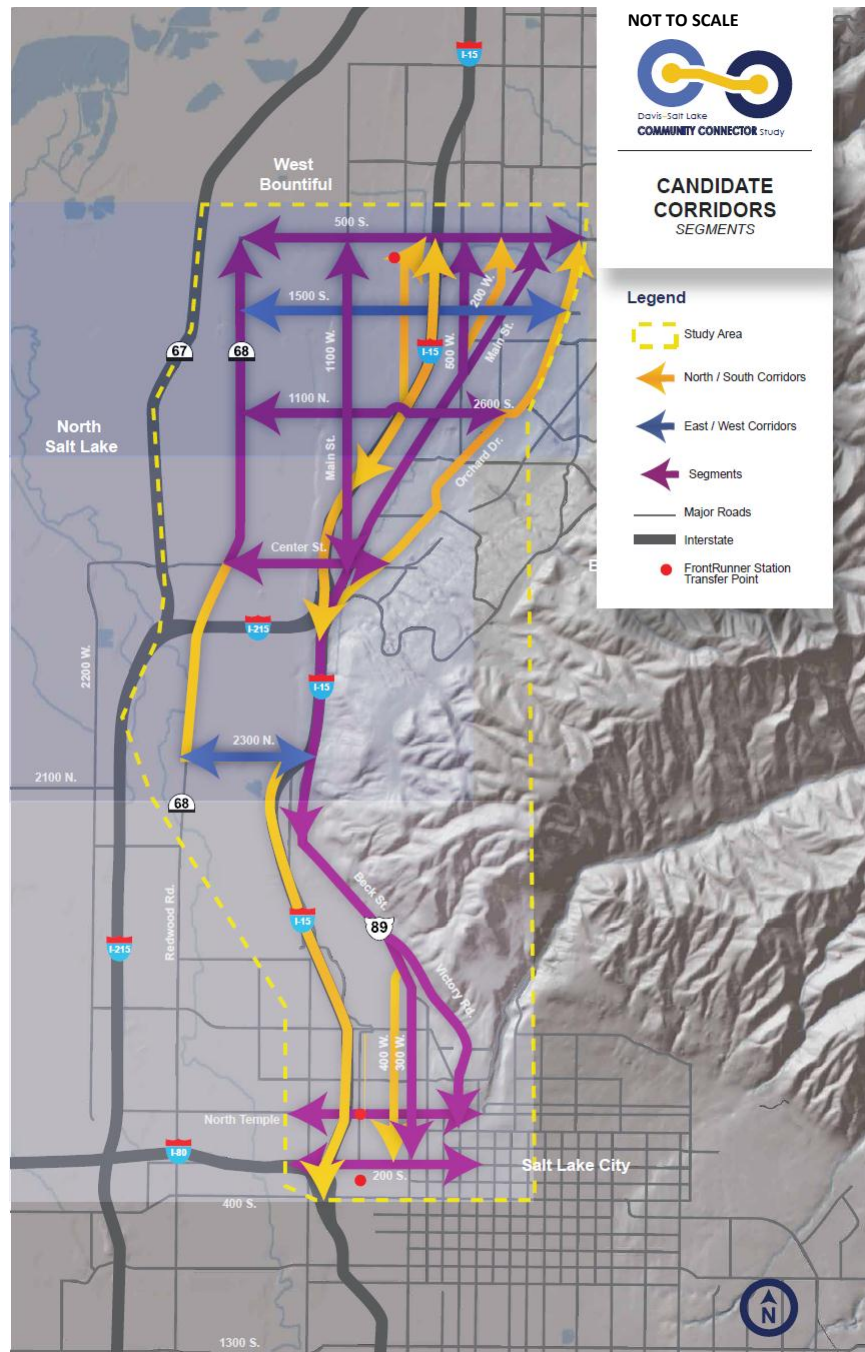 NOT TO SCALE
Davis-Salt Lake
COMMUNITY CONNECTOR Study
CANDIDATE
CORRIDORS
SEGMENTS
Legend
Study Area
North / South Corridors
East / West Corridors
Segments
Major Roads
Interstate
FrontRunner Station
Transfer Point
I-15
West
Bountiful
500 S.
1500 S.
200 W.
Main St.
1100 W.
600 W.
I-15
67
68
1100 N.
2600 S.
North
Salt Lake
Main St.
Orchard Dr.
Center St.
E
I-215
2200 W.
I-15
2300 N.
2100 N.
68
Beck St.
Redwood Rd.
I-15
89
I-215
Victory Rd.
400 W.
300 W.
North Temple
I-80
Salt Lake City
200 S.
400 S.
N
1300 S.